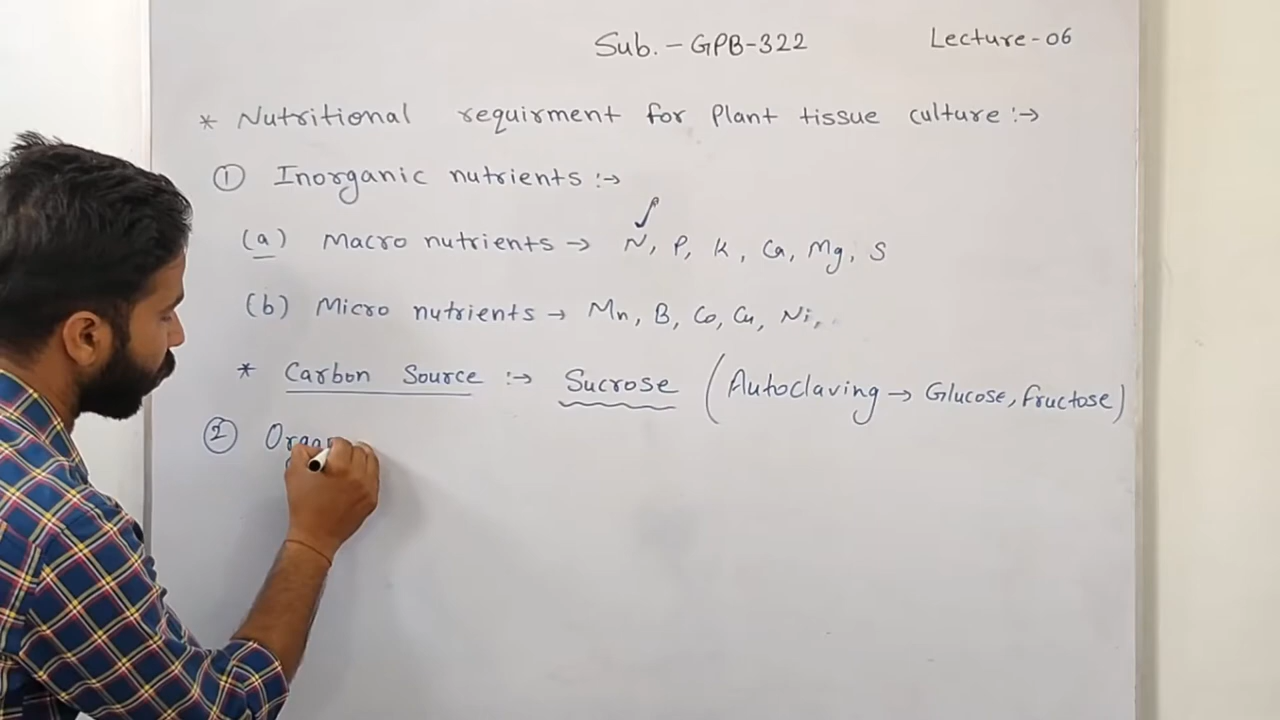 Sub. - GPB-322 Lecture-06
* Nutritional requirment for Plant tissue culture :→
① Inorganic nutrients :→
(a) Macro nutrients → N, P, K, Ca, Mg, S
(b) Micro nutrients → Mn, B, Co, Cu, Ni,
* Carbon Source :→ Sucrose (Autoclaving → Glucose, fructose)
② Organ